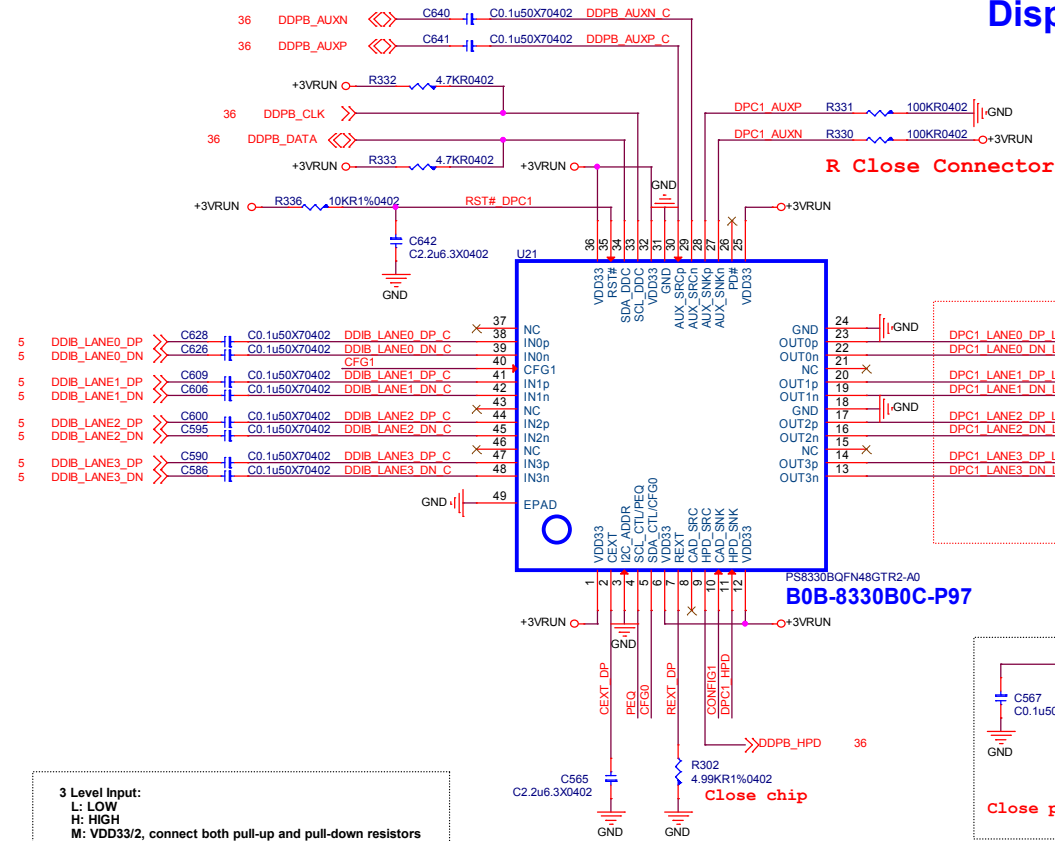 Disp
36 DDPB_AUXN C640 C0.1u50X70402 DDPB_AUXN_C
36 DDPB_AUXP C641 C0.1u50X70402 DDPB_AUXP_C
+3VRUN R332 4.7KR0402
36 DDPB_CLK
36 DDPB_DATA
+3VRUN R333 4.7KR0402
+3VRUN
GND
DPC1_AUXP R331 100KR0402 GND
DPC1_AUXN R330 100KR0402 +3VRUN
R Close Connector
+3VRUN R336 10KR1%0402 RST#_DPC1
+3VRUN
C642
C2.2u6.3X0402
GND
U21
36 35 34 33 32 31 30 29 28 27 26 25
VDD33 RST# SDA_DDC SCL_DDC VDD33 GND AUX_SRCp AUX_SRCn AUX_SNKp AUX_SNKn PD# VDD33
37 NC
5 DDIB_LANE0_DP C628 C0.1u50X70402 DDIB_LANE0_DP_C 38 IN0p
5 DDIB_LANE0_DN C626 C0.1u50X70402 DDIB_LANE0_DN_C 39 IN0n
CFG1 40 CFG1
5 DDIB_LANE1_DP C609 C0.1u50X70402 DDIB_LANE1_DP_C 41 IN1p
5 DDIB_LANE1_DN C606 C0.1u50X70402 DDIB_LANE1_DN_C 42 IN1n
43 NC
5 DDIB_LANE2_DP C600 C0.1u50X70402 DDIB_LANE2_DP_C 44 IN2p
5 DDIB_LANE2_DN C595 C0.1u50X70402 DDIB_LANE2_DN_C 45 IN2n
46 NC
5 DDIB_LANE3_DP C590 C0.1u50X70402 DDIB_LANE3_DP_C 47 IN3p
5 DDIB_LANE3_DN C586 C0.1u50X70402 DDIB_LANE3_DN_C 48 IN3n
GND 49 EPAD
GND 24 GND
OUT0p 23 DPC1_LANE0_DP_L
OUT0n 22 DPC1_LANE0_DN_L
NC 21
OUT1p 20 DPC1_LANE1_DP_L
OUT1n 19 DPC1_LANE1_DN_L
GND 18 GND
OUT2p 17 DPC1_LANE2_DP_L
OUT2n 16 DPC1_LANE2_DN_L
NC 15
OUT3p 14 DPC1_LANE3_DP_L
OUT3n 13 DPC1_LANE3_DN_L
VDD33 CEXT I2C_ADDR SCL_CTL/PEQ SDA_CTL/CFG0 VDD33 REXT CAD_SRC HPD_SRC CAD_SNK HPD_SNK VDD33
1 2 3 4 5 6 7 8 9 10 11 12
PS8330BQFN48GTR2-A0
B0B-8330B0C-P97
+3VRUN
GND
+3VRUN
CEXT_DP PEQ CFG0 REXT_DP CONFIG1 DPC1_HPD
DDPB_HPD 36
C565
C2.2u6.3X0402
GND
R302
4.99KR1%0402
Close chip
GND
C567
C0.1u50
GND
Close p
3 Level Input:
L: LOW
H: HIGH
M: VDD33/2, connect both pull-up and pull-down resistors